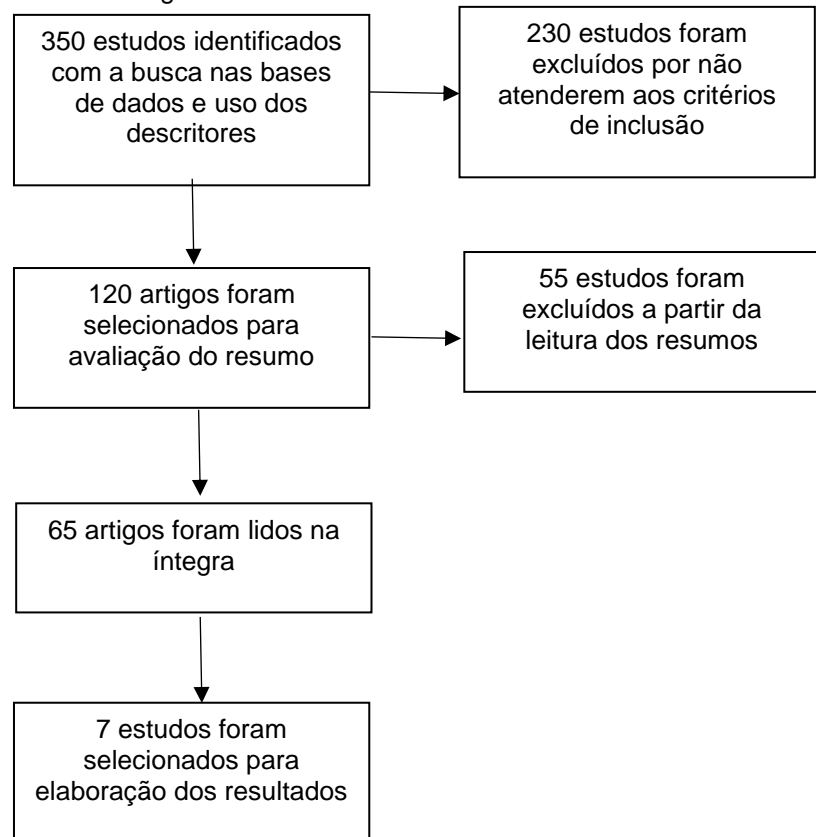 350 estudos identificados
com a busca nas bases
de dados e uso dos
descritores
230 estudos foram
excluídos por não
atenderem aos critérios
de inclusão
120 artigos foram
selecionados para
avaliação do resumo
55 estudos foram
excluídos a partir da
leitura dos resumos
65 artigos foram lidos na
íntegra
7 estudos foram
selecionados para
elaboração dos resultados